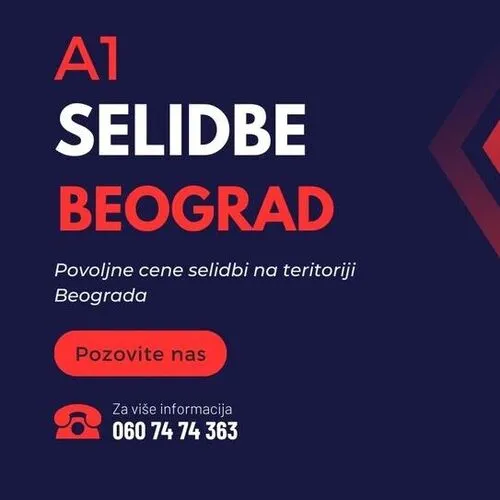 A1
SELIDBE
BEOGRAD
Povoljne cene selidbi na teritoriji
Beograda
Pozovite nas
Za više informacija
060 74 74 363